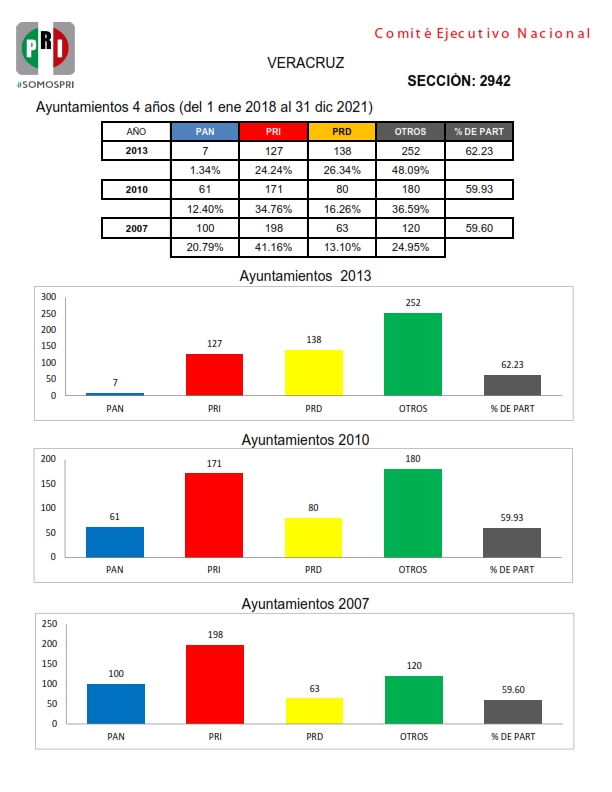 Comité Ejecutivo Nacional
PRI
#SOMOSPRI
VERACRUZ
SECCIÓN: 2942
Ayuntamientos 4 años (del 1 ene 2018 al 31 dic 2021)
AÑO PAN PRI PRD OTROS % DE PART
2013 7 127 138 252 62.23
1.34% 24.24% 26.34% 48.09%
2010 61 171 80 180 59.93
12.40% 34.76% 16.26% 36.59%
2007 100 198 63 120 59.60
20.79% 41.16% 13.10% 24.95%
Ayuntamientos 2013
300
250
200
150
100
50
0
7 127 138 252 62.23
PAN PRI PRD OTROS % DE PART
Ayuntamientos 2010
200
150
100
50
0
61 171 80 180 59.93
PAN PRI PRD OTROS % DE PART
Ayuntamientos 2007
250
200
150
100
50
0
100 198 63 120 59.60
PAN PRI PRD OTROS % DE PART